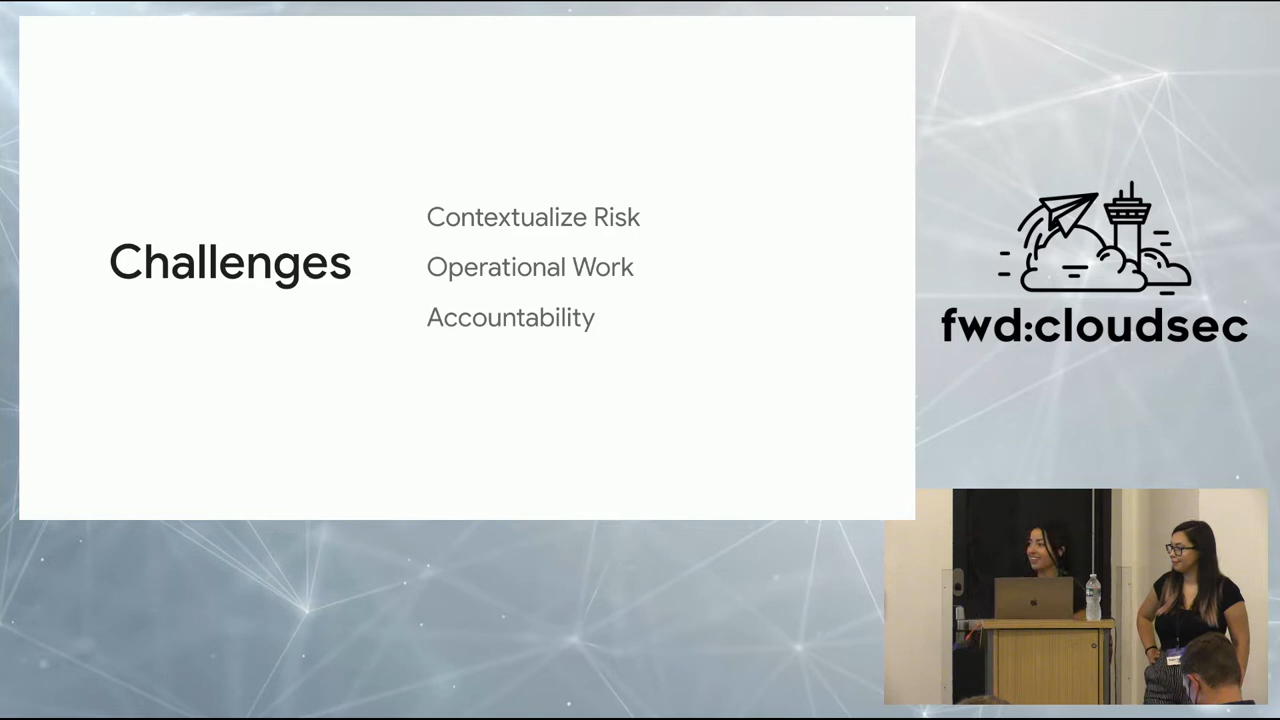 Challenges
Contextualize Risk
Operational Work
Accountability
fwd:cloudsec